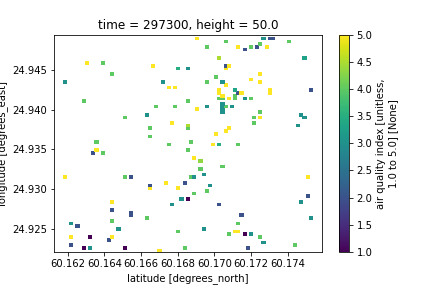 time = 297300, height = 50.0
longitude [degrees_east]
24.945
24.940
24.935
24.930
24.925
60.162 60.164 60.166 60.168 60.170 60.172 60.174
latitude [degrees_north]
5.0
4.5
4.0
3.5
3.0
2.5
2.0
1.5
1.0
air quality index [unitless,
1.0 to 5.0] [None]